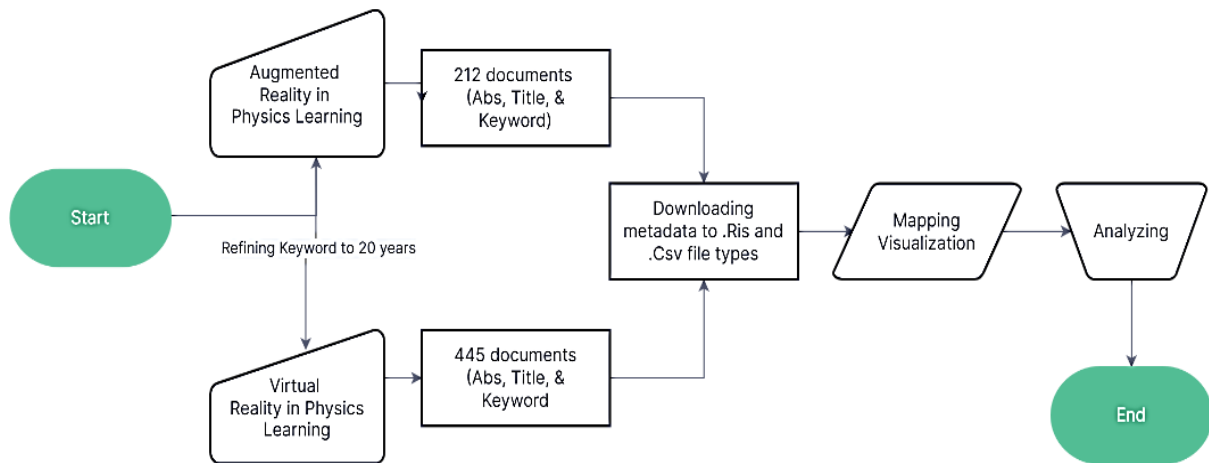 Start
Augmented
Reality in
Physics Learning
212 documents
(Abs, Title, &
Keyword)
Refining Keyword to 20 years
Virtual
Reality in Physics
Learning
445 documents
(Abs, Title, &
Keyword
Downloading
metadata to .Ris and
.Csv file types
Mapping
Visualization
Analyzing
End